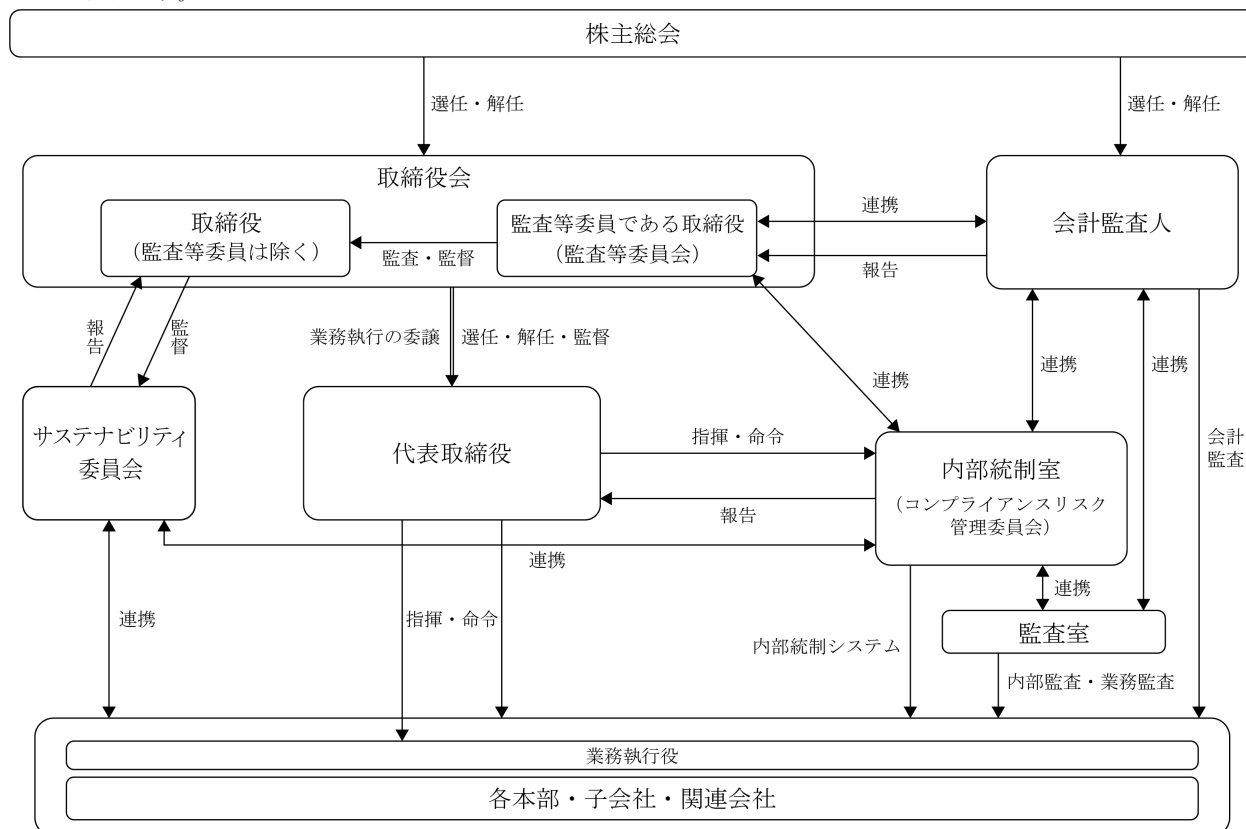 株主総会
選任・解任
選任・解任
取締役会
取締役
（監査等委員は除く）
監査・監督
監査等委員である取締役
（監査等委員会）
連携
報告
会計監査人
報告
監督
業務執行の委譲
選任・解任・監督
連携
連携
連携
会計
監査
サステナビリティ
委員会
代表取締役
指揮・命令
報告
内部統制室
（コンプライアンスリスク
管理委員会）
連携
連携
監査室
連携
指揮・命令
内部統制システム
内部監査・業務監査
業務執行役
各本部・子会社・関連会社